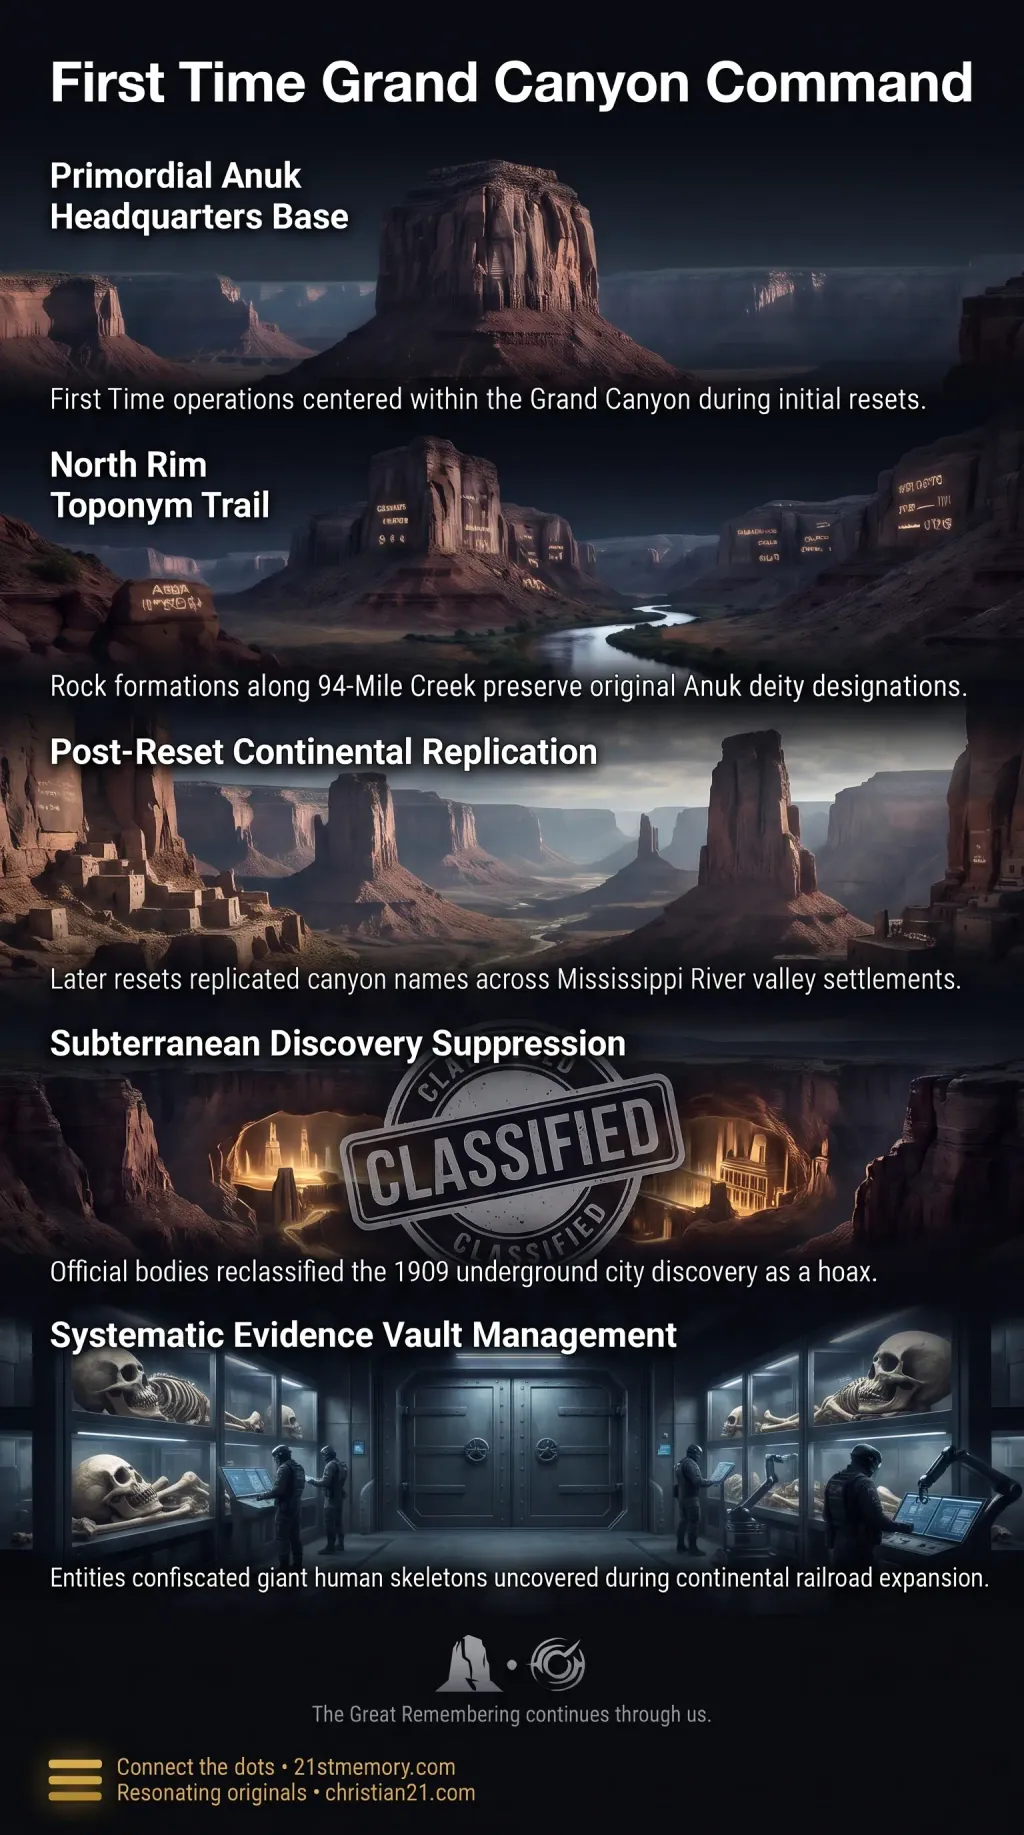 First Time Grand Canyon Command
Primordial Anuk
Headquarters Base
First Time operations centered within the Grand Canyon during initial resets.
North Rim
Toponym Trail
Rock formations along 94-Mile Creek preserve original Anuk deity designations.
Post-Reset Continental Replication
Later resets replicated canyon names across Mississippi River valley settlements.
Subterranean Discovery Suppression
CLASSIFIED
CLASSIFIED
Official bodies reclassified the 1909 underground city discovery as a hoax.
Systematic Evidence Vault Management
Entities confiscated giant human skeletons uncovered during continental railroad expansion.
The Great Remembering continues through us.
Connect the dots • 21stmemory.com
Resonating originals • christian21.com